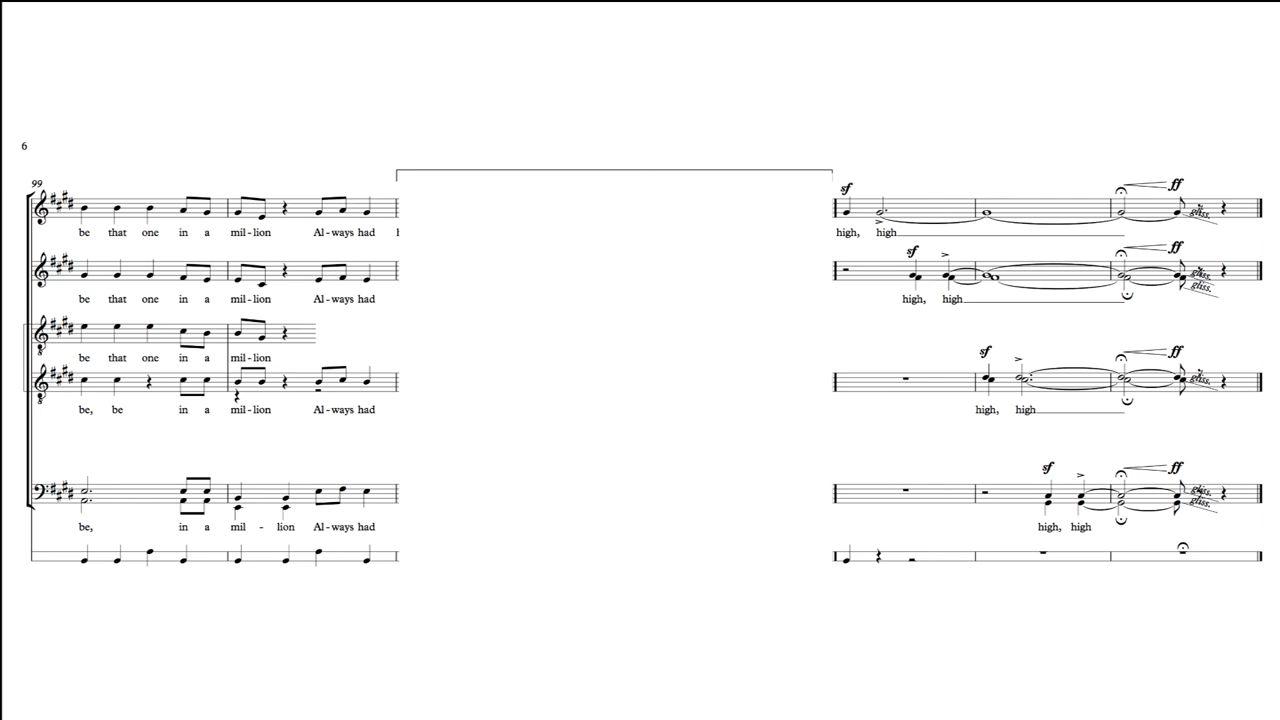 6
99
sf
ff
gliss.
be that one in a mil - lion Al - ways had
high, high
sf
ff
gliss.
gliss.
be that one in a mil - lion Al - ways had
high, high
be that one in a mil - lion
sf
ff
gliss.
be, be in a mil - lion Al - ways had
high, high
sf
ff
gliss.
gliss.
be, in a mil - lion Al - ways had
high, high